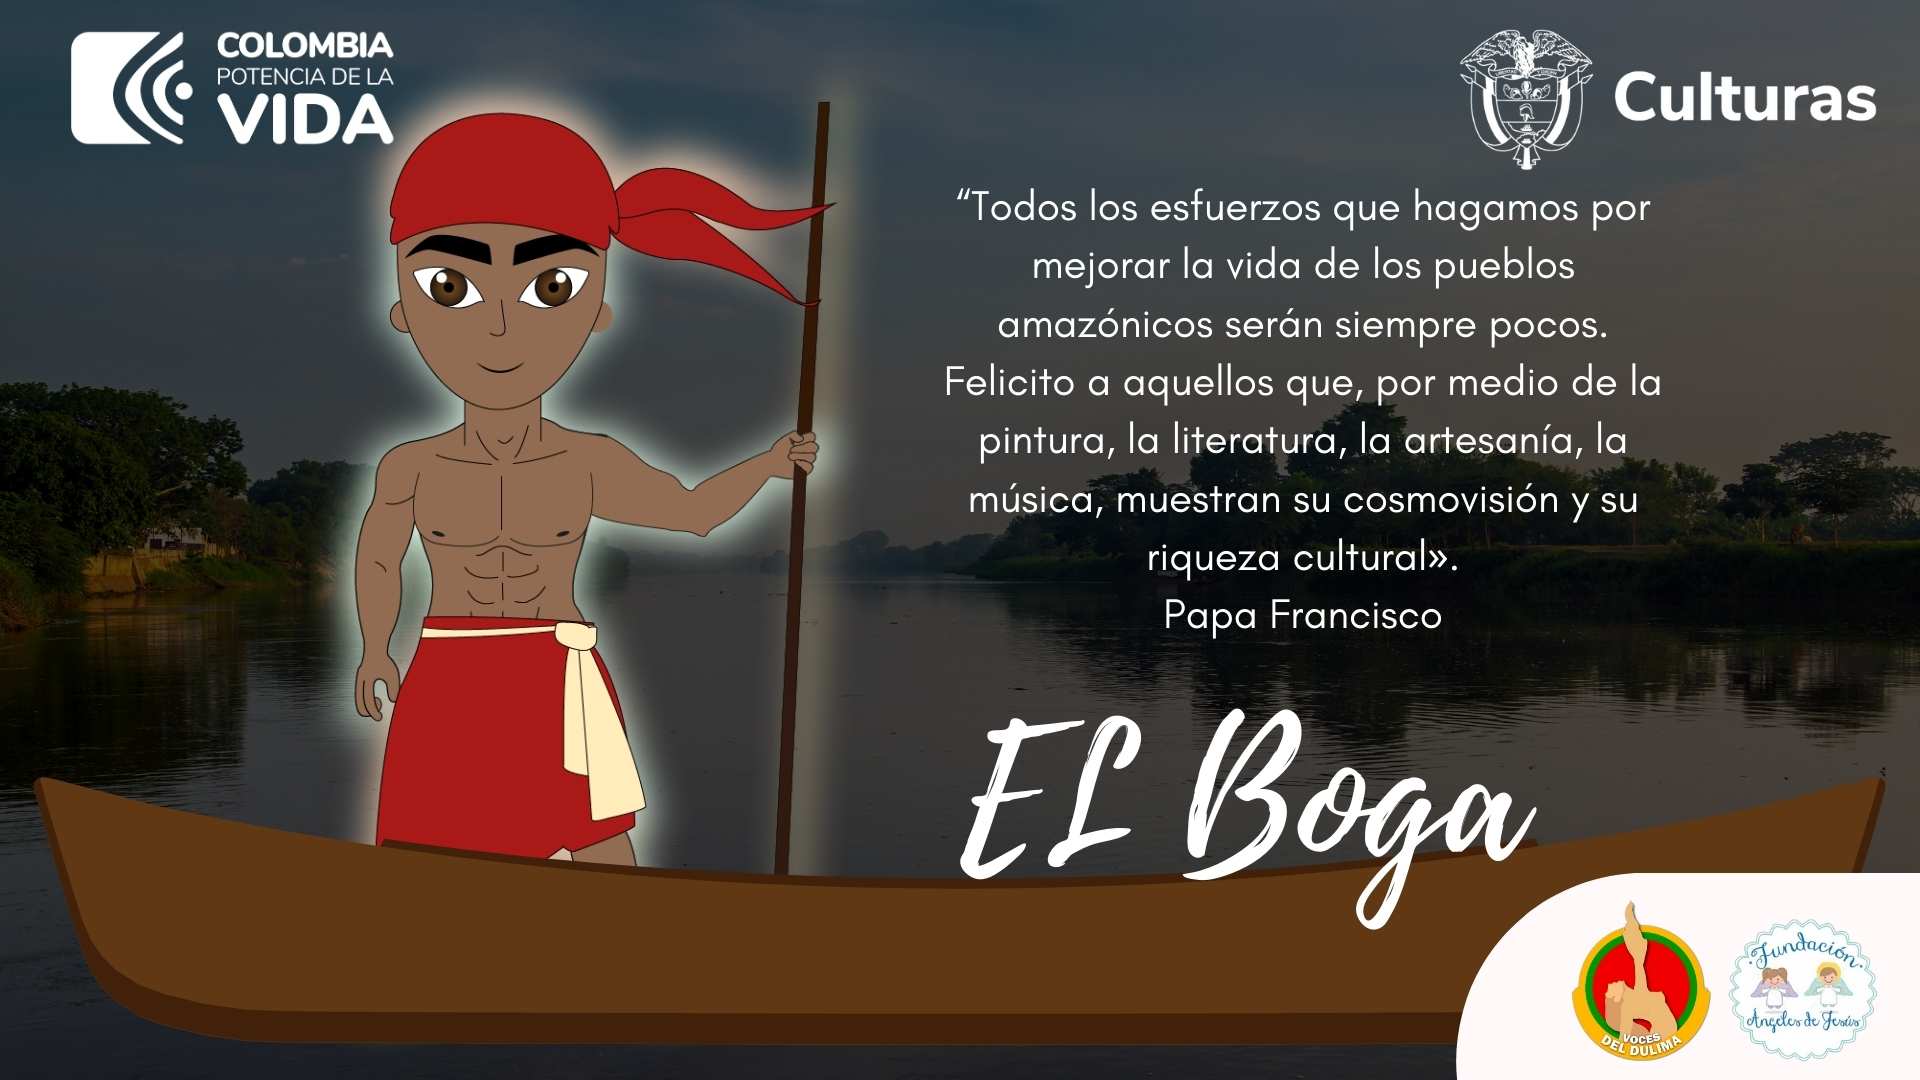 COLOMBIA
POTENCIA DE LA
VIDA
Culturas
“Todos los esfuerzos que hagamos por
mejorar la vida de los pueblos
amazónicos serán siempre pocos.
Felicito a aquellos que, por medio de la
pintura, la literatura, la artesanía, la
música, muestran su cosmovisión y su
riqueza cultural».
Papa Francisco
EL Boga
VOCES
DEL DULIMA
Fundación
Angeles de Jesús